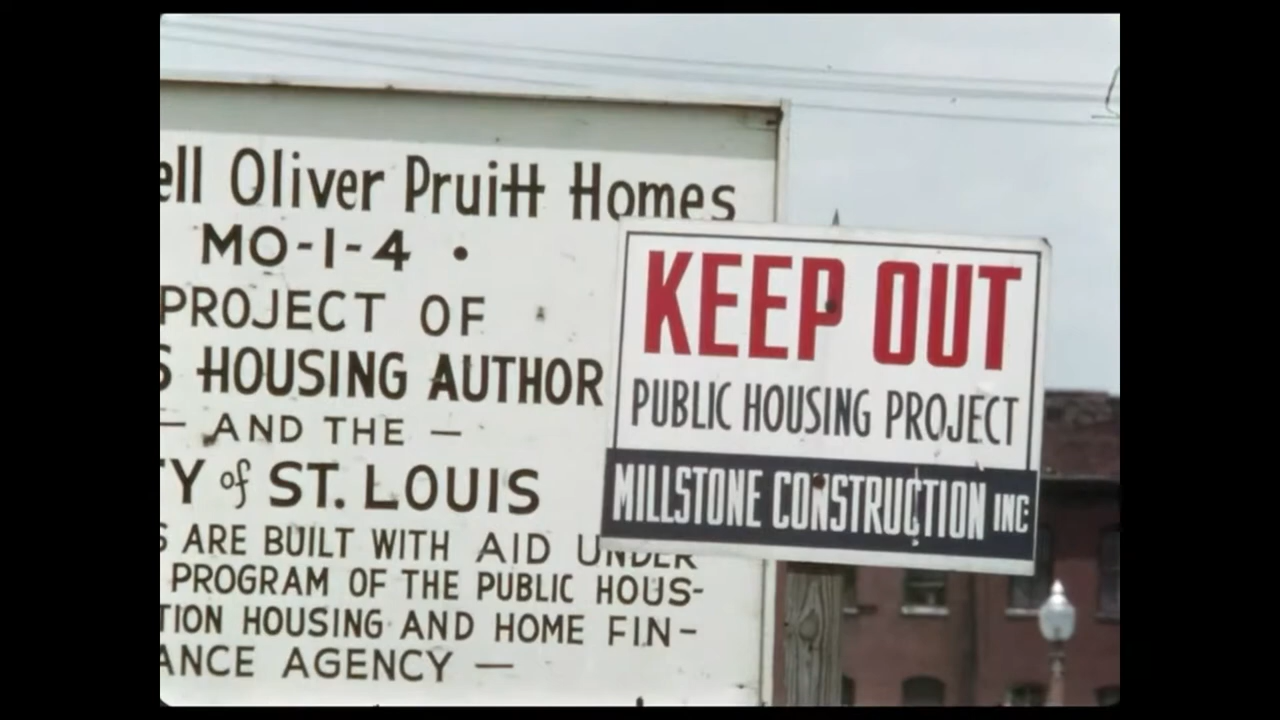 ell Oliver Pruitt Homes
MO-1-4 •
PROJECT OF
S HOUSING AUTHOR
— AND THE —
Y of ST. LOUIS
S ARE BUILT WITH AID UNDER
PROGRAM OF THE PUBLIC HOUS-
TION HOUSING AND HOME FIN-
ANCE AGENCY —
KEEP OUT
PUBLIC HOUSING PROJECT
MILLSTONE CONSTRUCTION INC